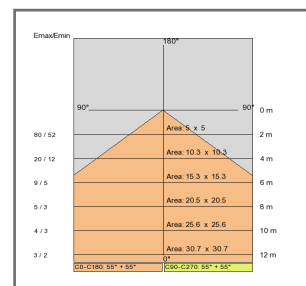 Emax/Emin
180°
90° 90° 0 m
80 / 52 Area: 5 x 5 2 m
20 / 12 Area: 10.3 x 10.3 4 m
9 / 5 Area: 15.3 x 15.3 6 m
5 / 3 Area: 20.5 x 20.5 8 m
4 / 3 Area: 25.6 x 25.6 10 m
3 / 2 Area: 30.7 x 30.7 12 m
0°
C0-C180: 55° + 55° C90-C270: 55° + 55°